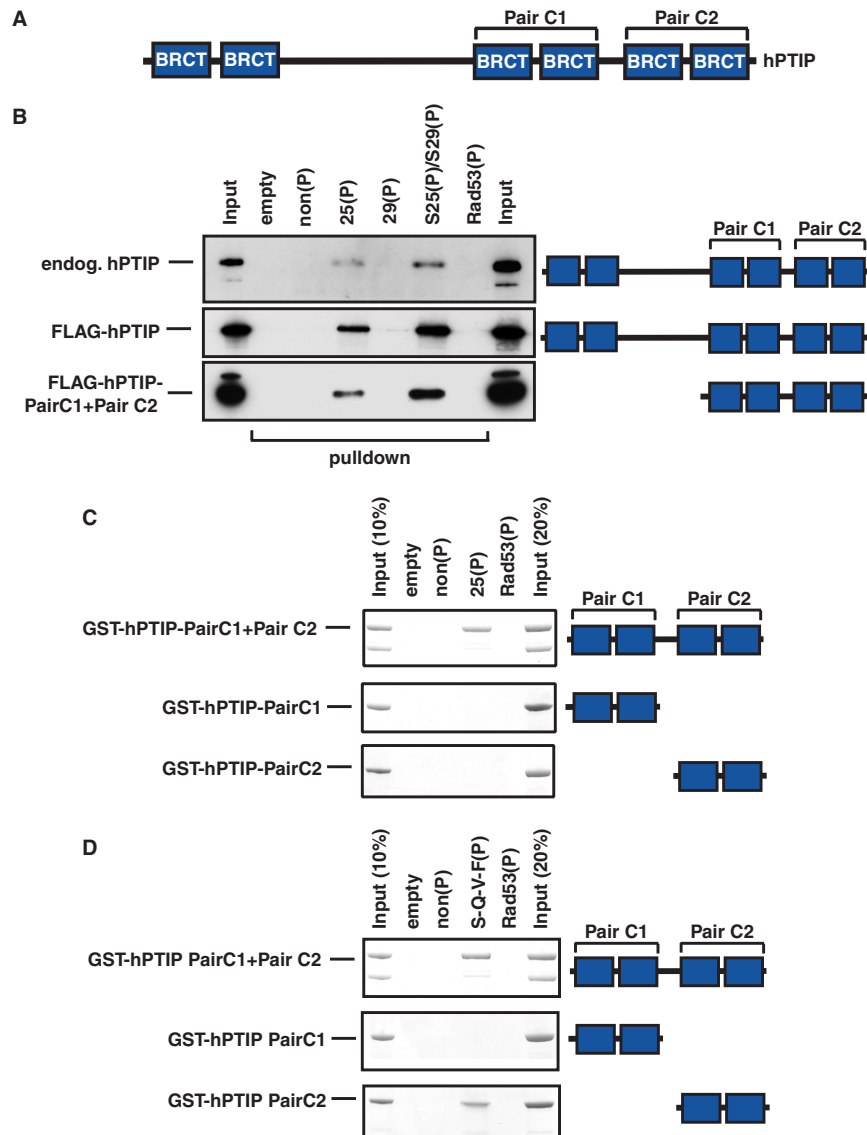 A
Pair C1
Pair C2
BRCT BRCT BRCT BRCT BRCT BRCT hPTIP
B
Input
empty
non(P)
25(P)
29(P)
S25(P)/S29(P)
Rad53(P)
Input
Pair C1
Pair C2
endog. hPTIP
FLAG-hPTIP
FLAG-hPTIP-
PairC1+Pair C2
pulldown
C
Input (10%)
empty
non(P)
25(P)
Rad53(P)
Input (20%)
Pair C1
Pair C2
GST-hPTIP-PairC1+Pair C2
GST-hPTIP-PairC1
GST-hPTIP-PairC2
D
Input (10%)
empty
non(P)
S-Q-V-F(P)
Rad53(P)
Input (20%)
Pair C1
Pair C2
GST-hPTIP PairC1+Pair C2
GST-hPTIP PairC1
GST-hPTIP PairC2